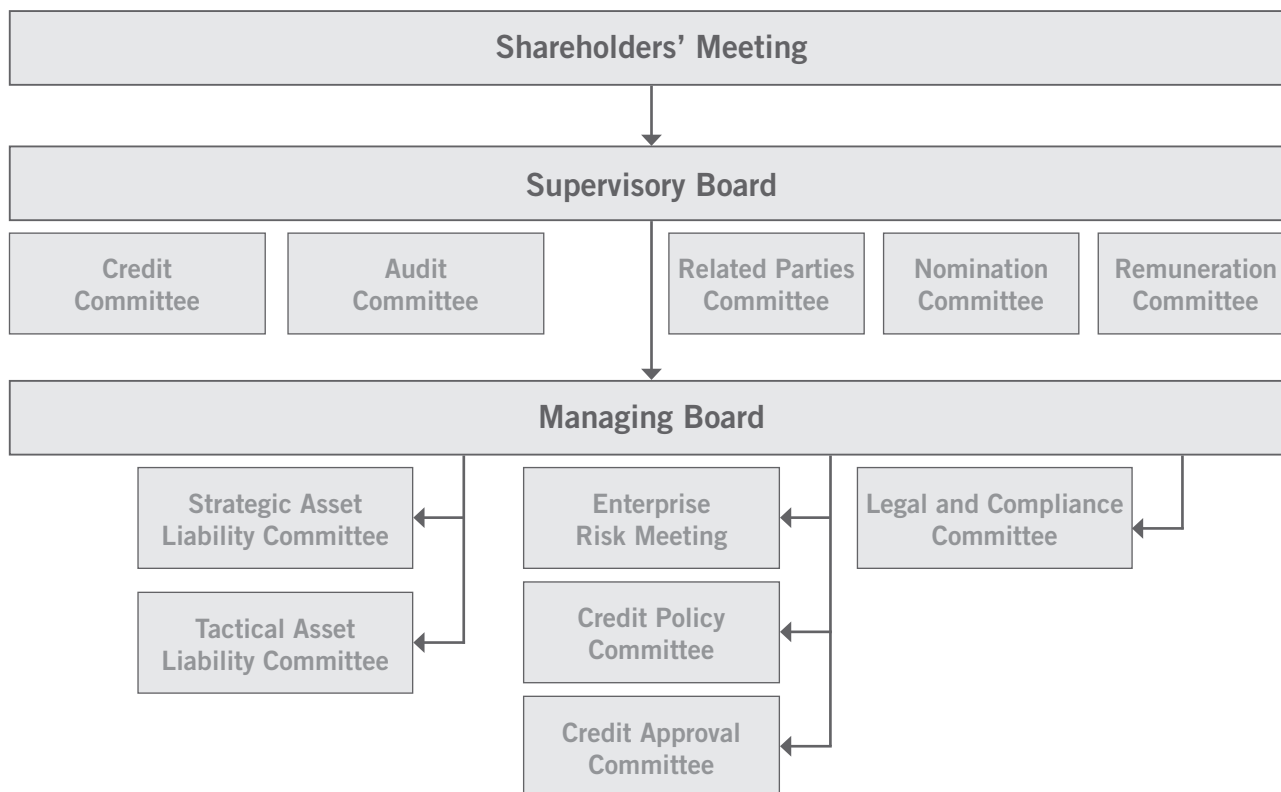 Shareholders’ Meeting
Supervisory Board
Credit
Committee
Audit
Committee
Related Parties
Committee
Nomination
Committee
Remuneration
Committee
Managing Board
Strategic Asset
Liability Committee
Tactical Asset
Liability Committee
Enterprise
Risk Meeting
Credit Policy
Committee
Credit Approval
Committee
Legal and Compliance
Committee